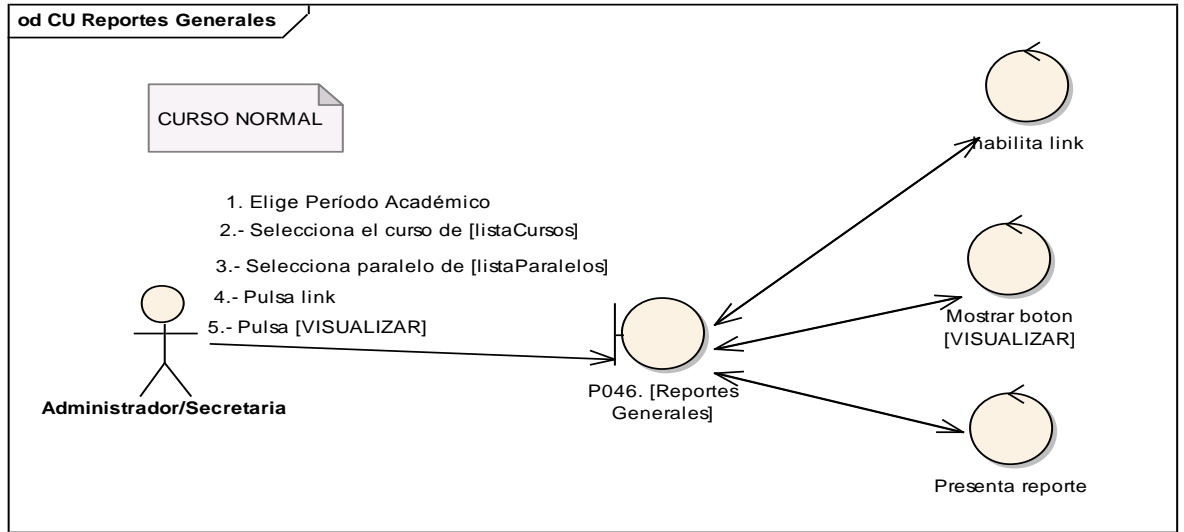 od CU Reportes Generales
CURSO NORMAL
1. Elige Período Académico
2.- Selecciona el curso de [listaCursos]
3.- Selecciona paralelo de [listaParalelos]
4.- Pulsa link
5.- Pulsa [VISUALIZAR]
Administrador/Secretaria
P046. [Reportes
Generales]
habilita link
Mostrar boton
[VISUALIZAR]
Presenta reporte